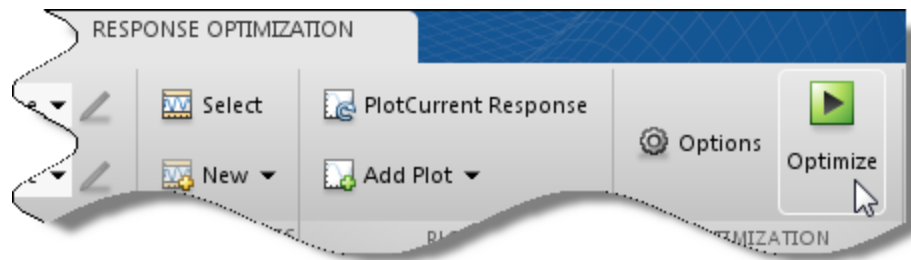 RESPONSE OPTIMIZATION
Select
PlotCurrent Response
Options
Optimize
New
Add Plot